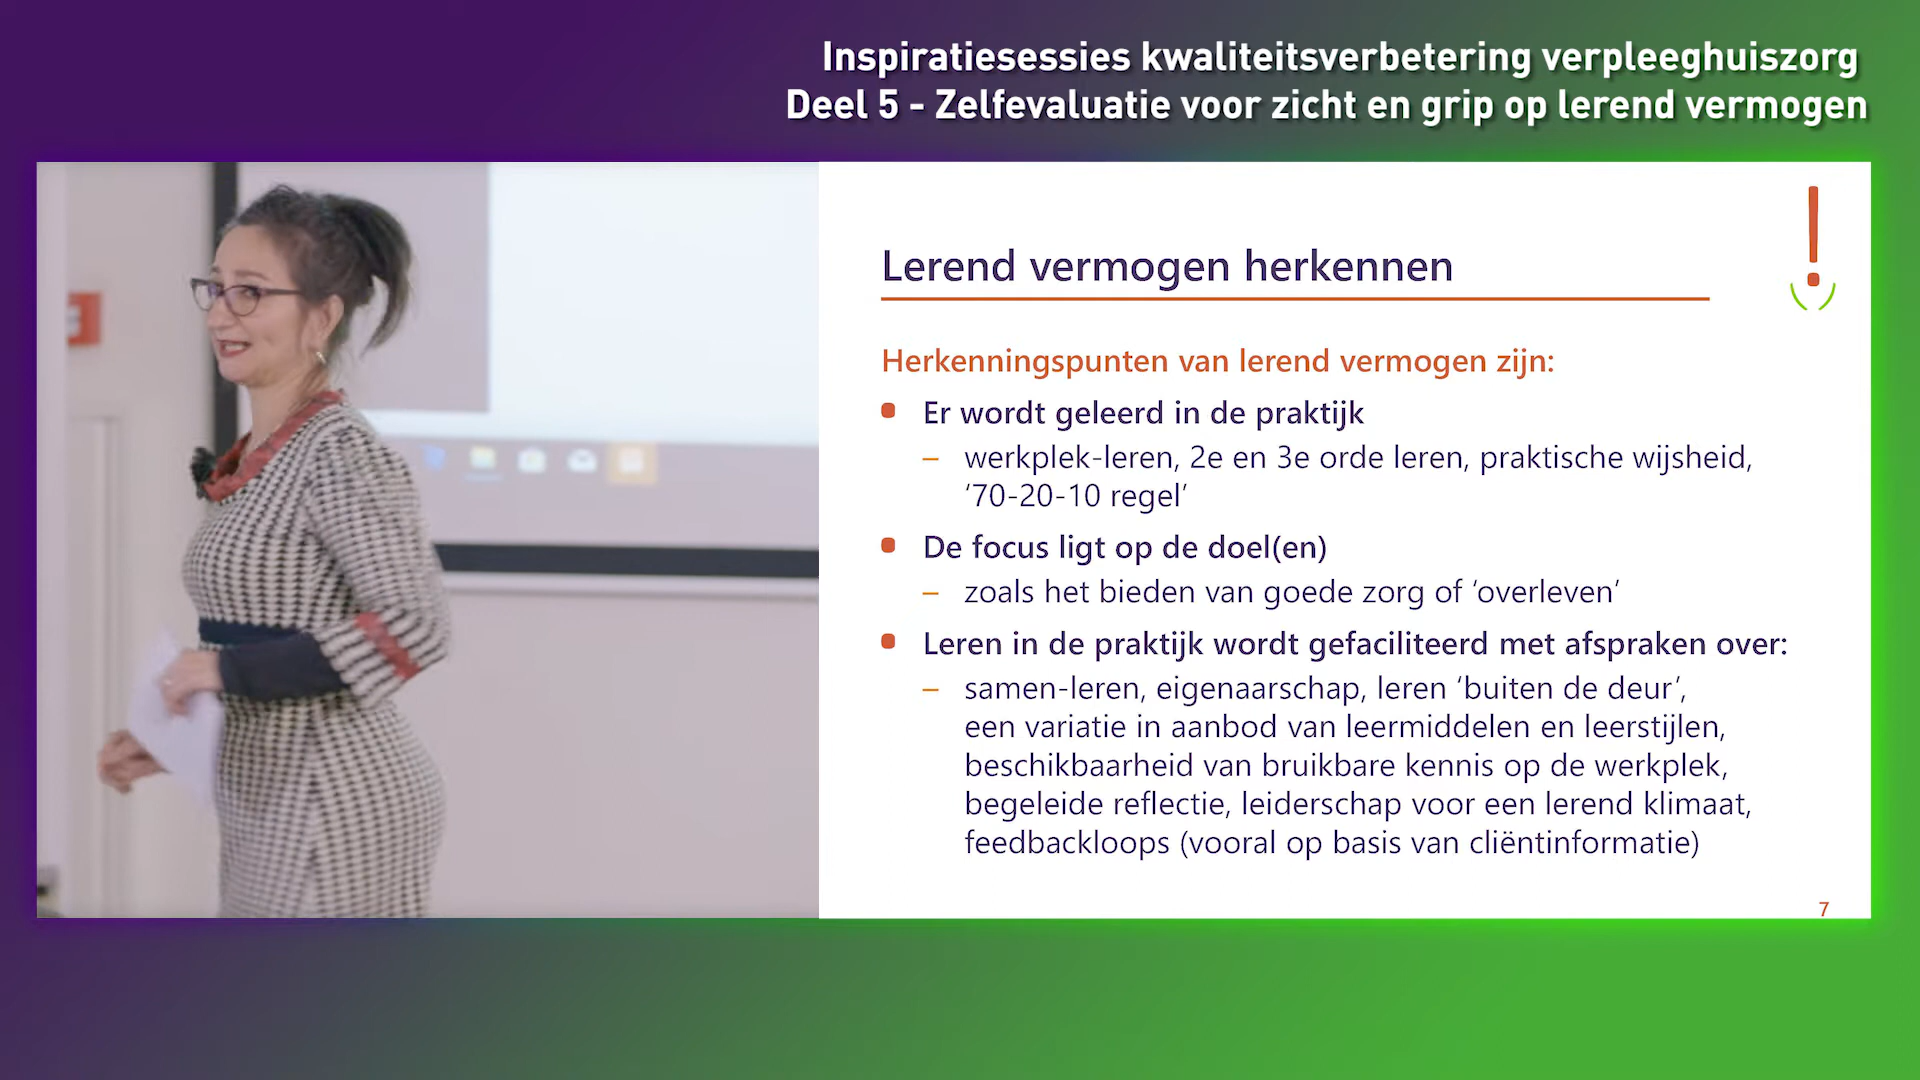 Inspiratiesessies kwaliteitsverbetering verpleeghuiszorg
Deel 5 - Zelfevaluatie voor zicht en grip op lerend vermogen
Lerend vermogen herkennen
Herkenningspunten van lerend vermogen zijn:
Er wordt geleerd in de praktijk
– werkplek-leren, 2e en 3e orde leren, praktische wijsheid,
‘70-20-10 regel’
De focus ligt op de doel(en)
– zoals het bieden van goede zorg of ‘overleven’
Leren in de praktijk wordt gefaciliteerd met afspraken over:
– samen-leren, eigenaarschap, leren ‘buiten de deur’,
een variatie in aanbod van leermiddelen en leerstijlen,
beschikbaarheid van bruikbare kennis op de werkplek,
begeleide reflectie, leiderschap voor een lerend klimaat,
feedbackloops (vooral op basis van cliëntinformatie)
7